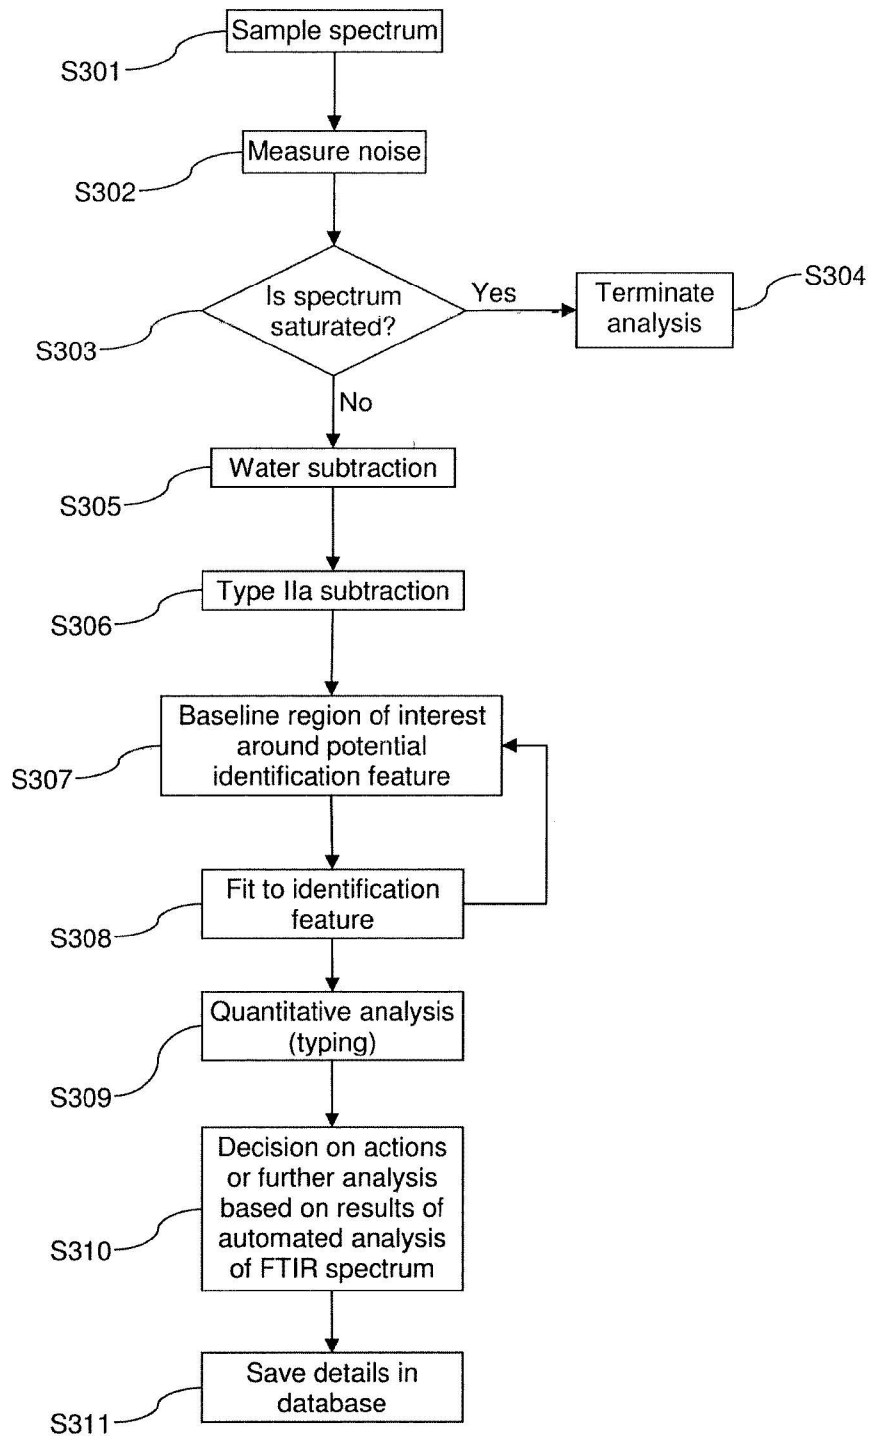 Sample spectrum
S301
Measure noise
S302
Is spectrum
saturated?
Yes
Terminate
analysis
S304
S303
No
Water subtraction
S305
Type IIa subtraction
S306
Baseline region of interest
around potential
identification feature
S307
Fit to identification
feature
S308
Quantitative analysis
(typing)
S309
Decision on actions
or further analysis
based on results of
automated analysis
of FTIR spectrum
S310
Save details in
database
S311